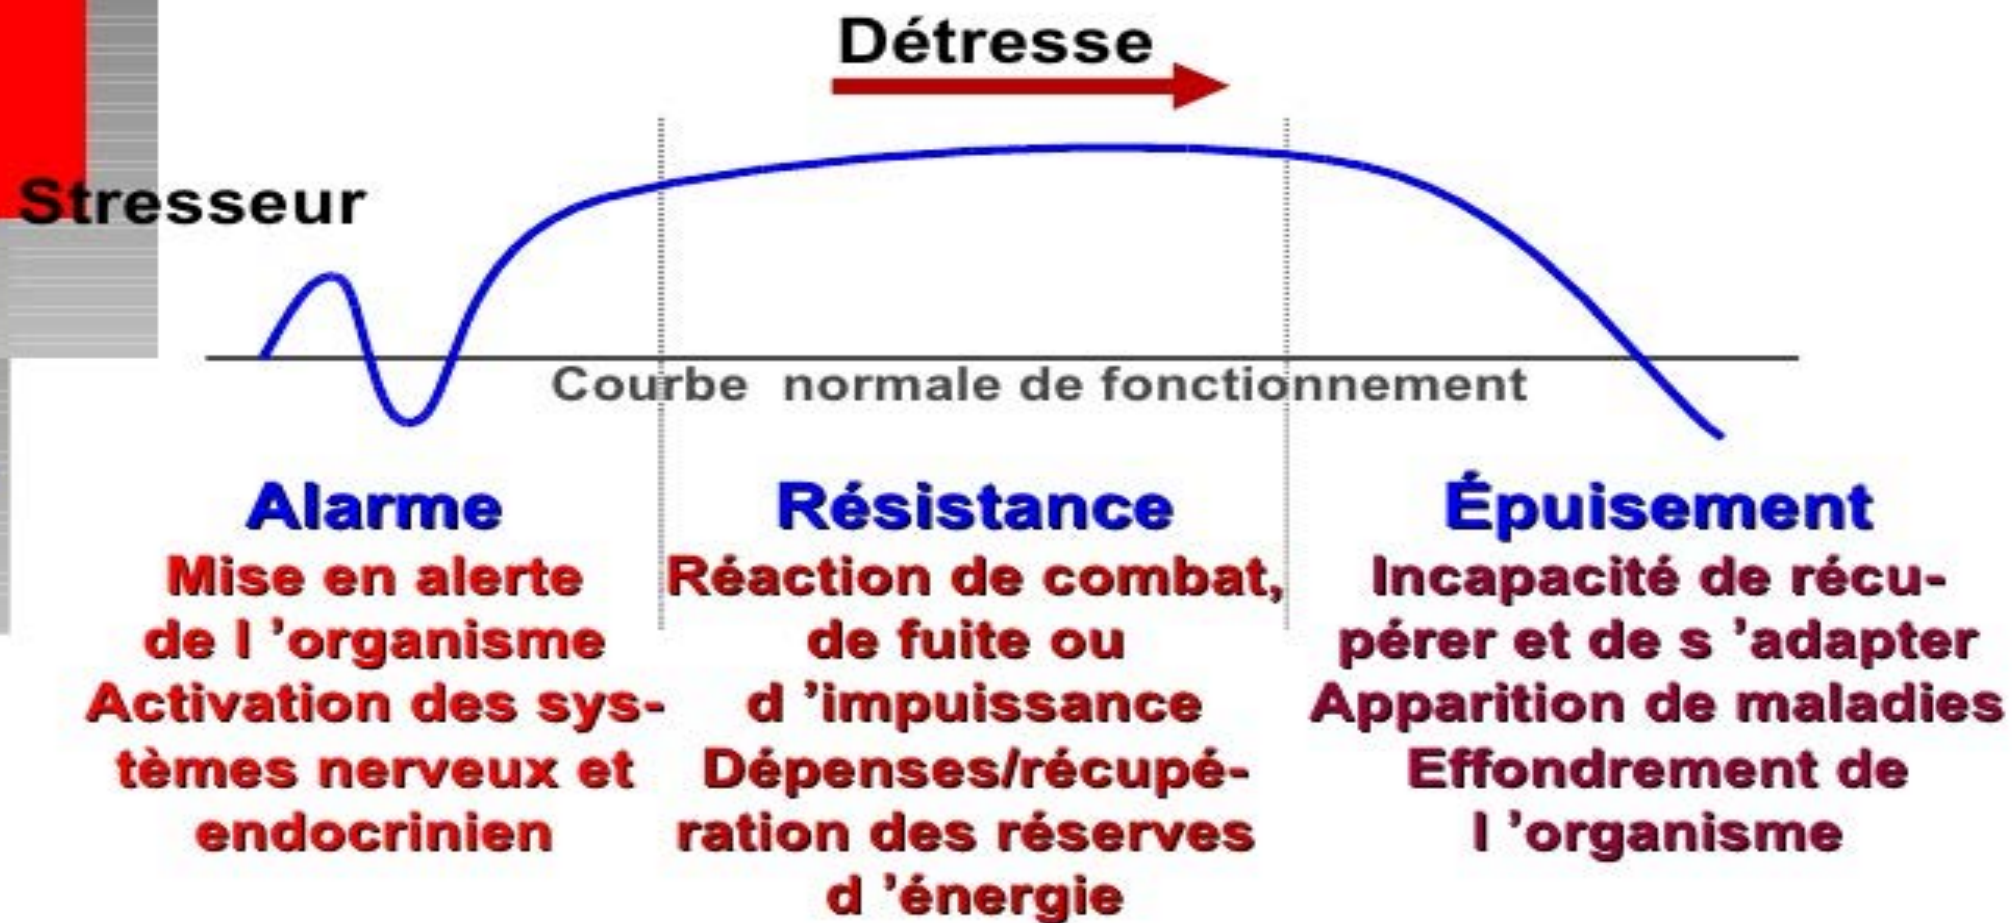 Détresse
Stresseur
Courbe normale de fonctionnement
Alarme
Mise en alerte
de l ’organisme
Activation des sys-
tèmes nerveux et
endocrinien
Résistance
Réaction de combat,
de fuite ou
d ’impuissance
Dépenses/récupé-
ration des réserves
d ’énergie
Épuisement
Incapacité de récu-
pérer et de s ’adapter
Apparition de maladies
Effondrement de
l ’organisme